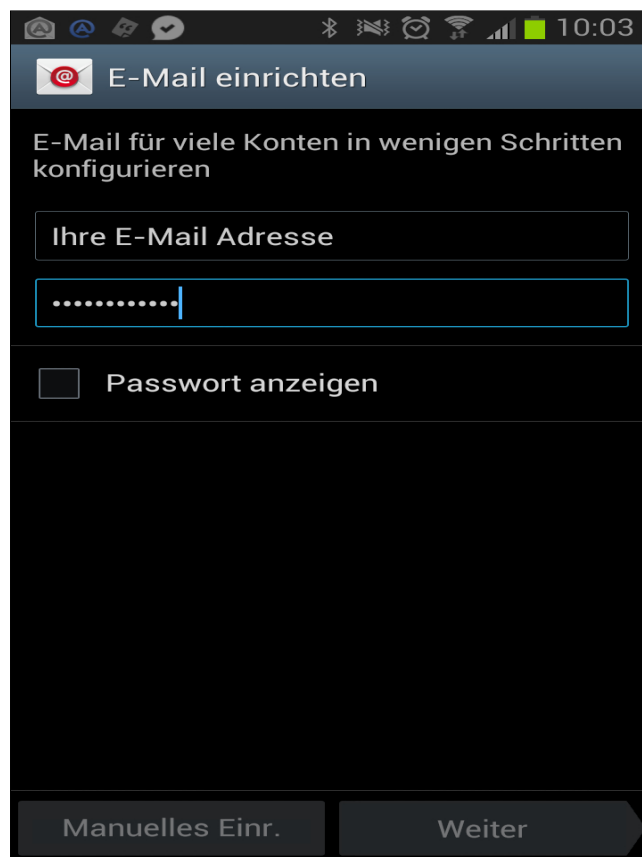 10:03
E-Mail einrichten
E-Mail für viele Konten in wenigen Schritten
konfigurieren
Ihre E-Mail Adresse
••••••••••••
Passwort anzeigen
Manuelles Einr.
Weiter